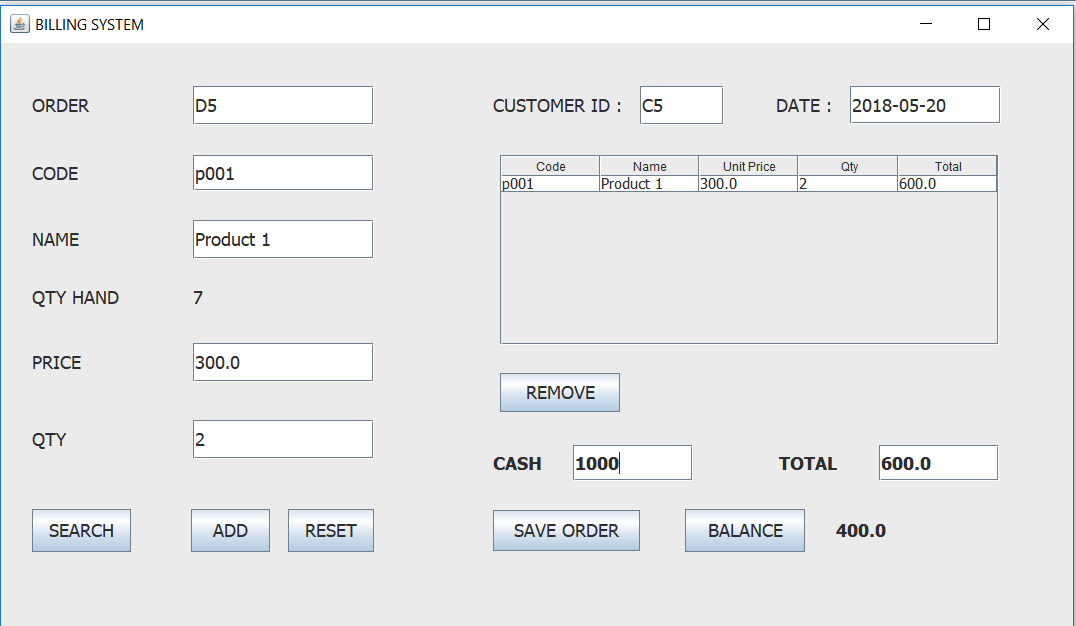 BILLING SYSTEM
ORDER D5 CUSTOMER ID : C5 DATE : 2018-05-20
CODE p001
Code Name Unit Price Qty Total
p001 Product 1 300.0 2 600.0
NAME Product 1
QTY HAND 7
PRICE 300.0
REMOVE
QTY 2
CASH 1000 TOTAL 600.0
SEARCH ADD RESET SAVE ORDER BALANCE 400.0